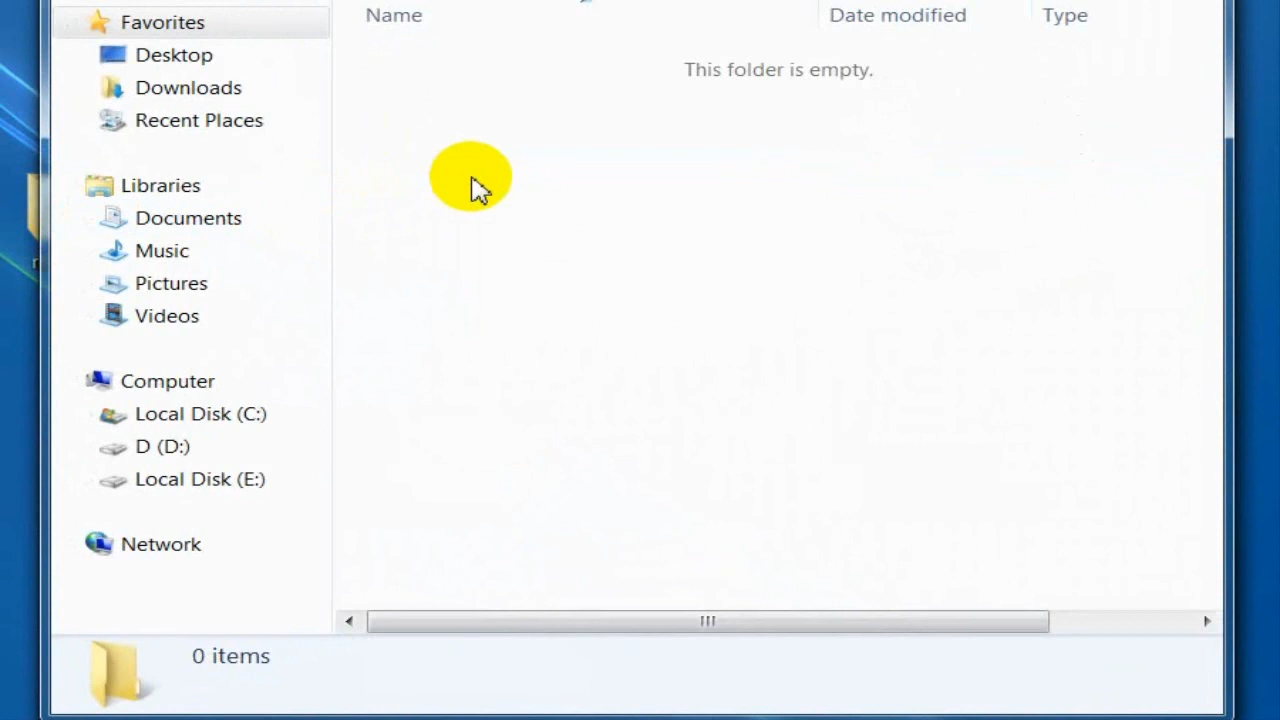 Favorites
Desktop
Downloads
Recent Places
Libraries
Documents
Music
Pictures
Videos
Computer
Local Disk (C:)
D (D:)
Local Disk (E:)
Network
Name Date modified Type
This folder is empty.
0 items